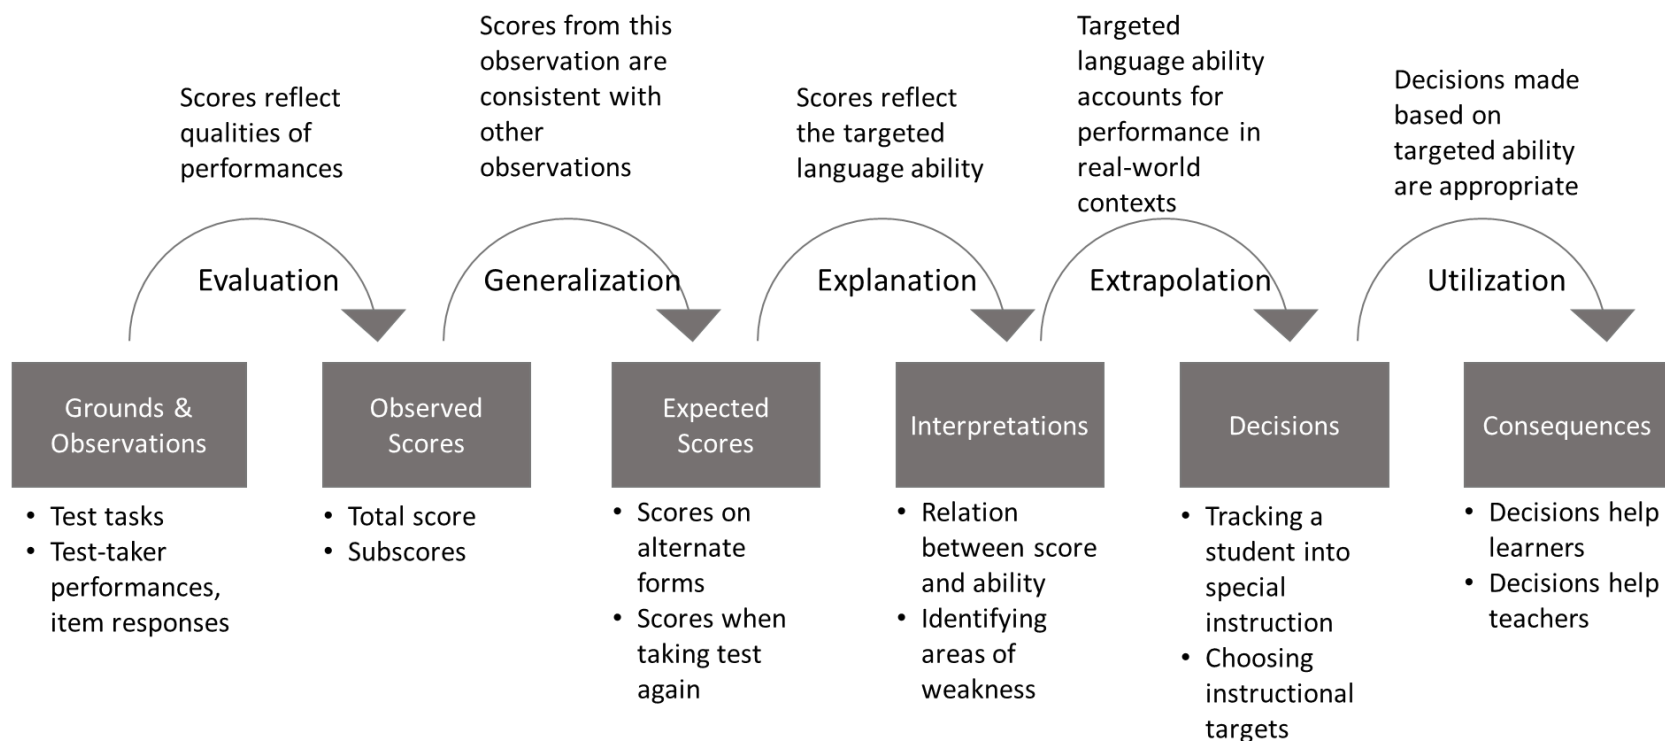 Scores reflect
qualities of
performances
Scores from this
observation are
consistent with
other
observations
Scores reflect
the targeted
language ability
Targeted
language ability
accounts for
performance in
real-world
contexts
Decisions made
based on
targeted ability
are appropriate
Evaluation
Generalization
Explanation
Extrapolation
Utilization
Grounds &
Observations
Observed
Scores
Expected
Scores
Interpretations
Decisions
Consequences
• Test tasks
• Test-taker
performances,
item responses
• Total score
• Subscores
• Scores on
alternate
forms
• Scores when
taking test
again
• Relation
between score
and ability
• Identifying
areas of
weakness
• Tracking a
student into
special
instruction
• Choosing
instructional
targets
• Decisions help
learners
• Decisions help
teachers